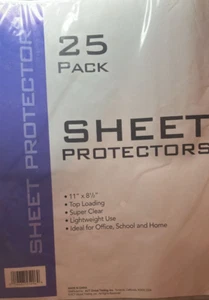 25
PACK
SHEET PROTECTORS
SHEET
PROTECTORS
• 11" x 8½"
• Top Loading
• Super Clear
• Lightweight Use
• Ideal for Office, School and Home